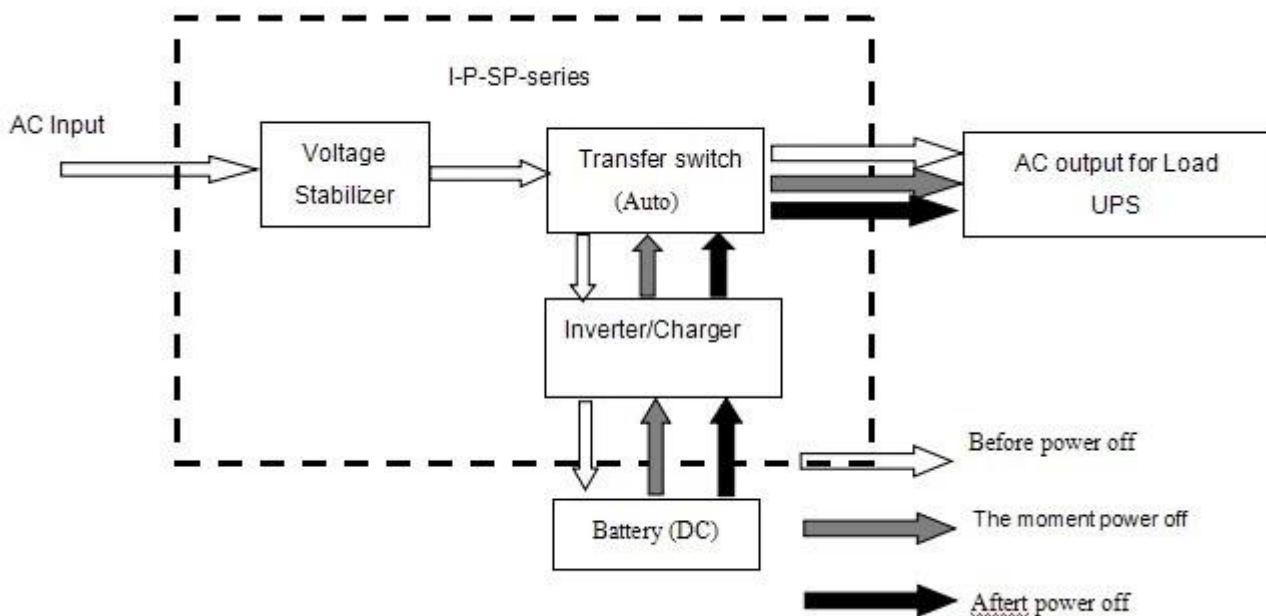 I-P-SP-series
AC Input
Voltage
Stabilizer
Transfer switch
(Auto)
AC output for Load
UPS
Inverter/Charger
Battery (DC)
Before power off
The moment power off
Aftert power off